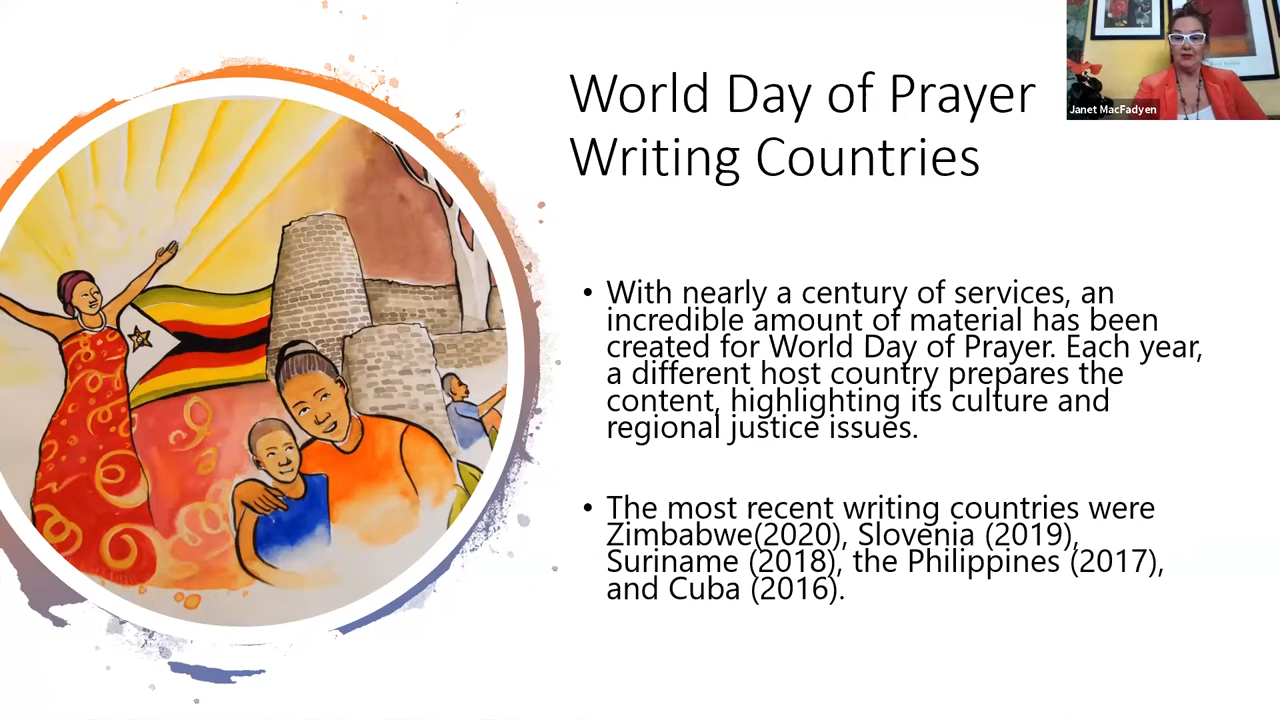 World Day of Prayer
Writing Countries
Janet MacFadyen
• With nearly a century of services, an
incredible amount of material has been
created for World Day of Prayer. Each year,
a different host country prepares the
content, highlighting its culture and
regional justice issues.
• The most recent writing countries were
Zimbabwe(2020), Slovenia (2019),
Suriname (2018), the Philippines (2017),
and Cuba (2016).